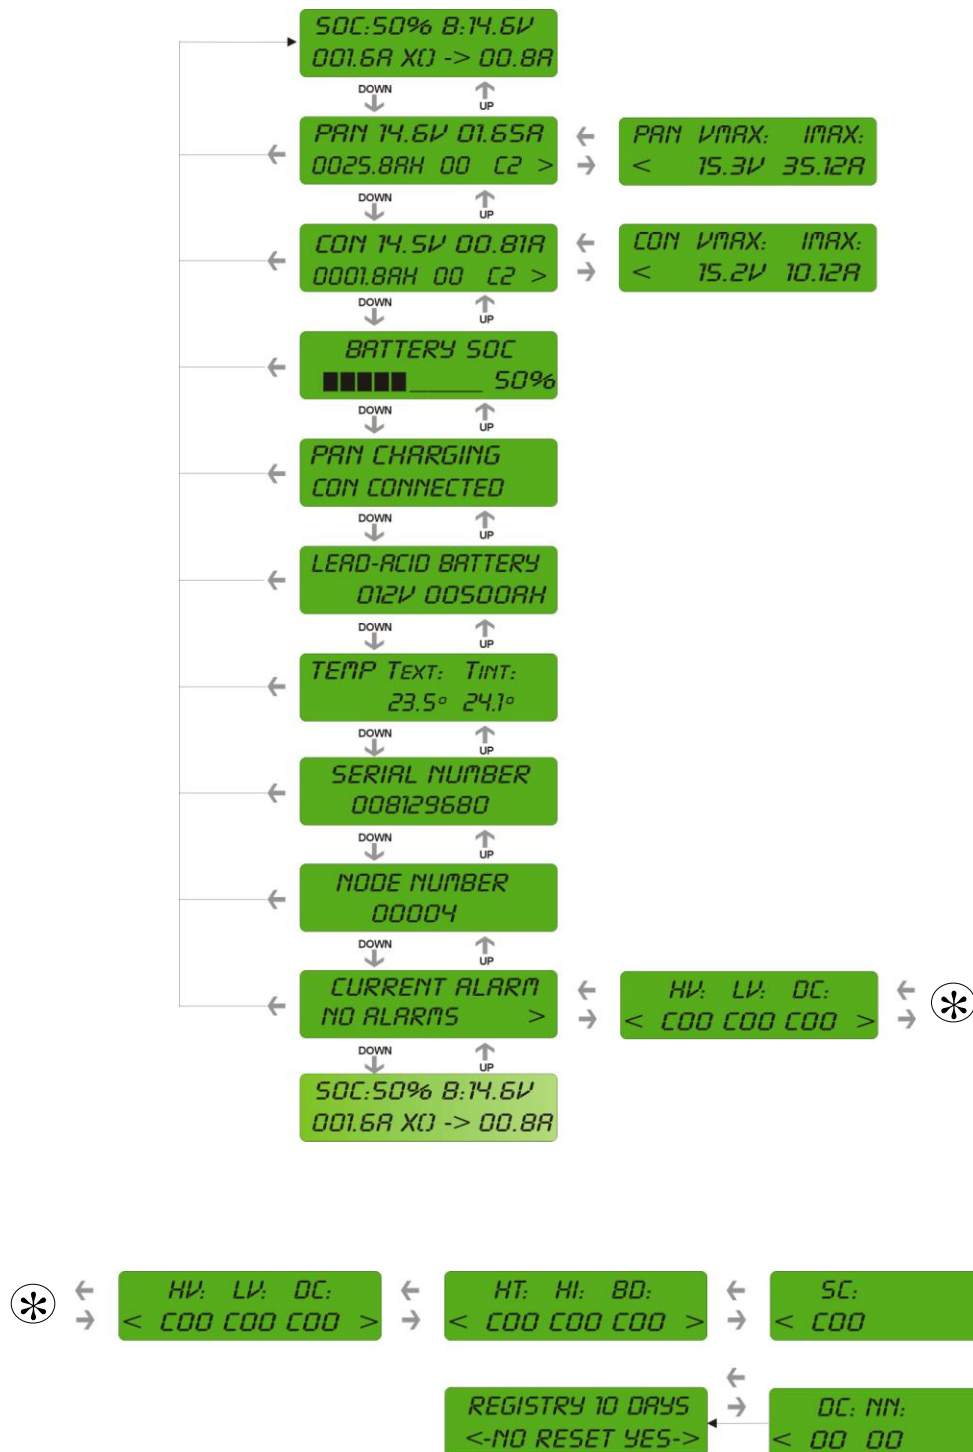 SOC:50% B:14.6V
001.6A X() -> 00.8A
DOWN UP
PAN 14.6V 01.65A
0025.8AH 00 C2 >
PAN VMAX: IMAX:
< 15.3V 35.12A
DOWN UP
CON 14.5V 00.81A
0001.8AH 00 C2 >
CON VMAX: IMAX:
< 15.2V 10.12A
DOWN UP
BATTERY SOC
50%
DOWN UP
PAN CHARGING
CON CONNECTED
DOWN UP
LEAD-ACID BATTERY
012V 00500AH
DOWN UP
TEMP TEXT: TINT:
23.5° 24.1°
DOWN UP
SERIAL NUMBER
008129680
DOWN UP
NODE NUMBER
00004
DOWN UP
CURRENT ALARM
NO ALARMS >
HV: LV: DC:
< C00 C00 C00 >
DOWN UP
SOC:50% B:14.6V
001.6A X() -> 00.8A
HV: LV: DC:
< C00 C00 C00 >
HT: HI: BD:
< C00 C00 C00 >
SC:
< C00
REGISTRY 10 DAYS
<-NO RESET YES->
DC: NN:
< 00 00